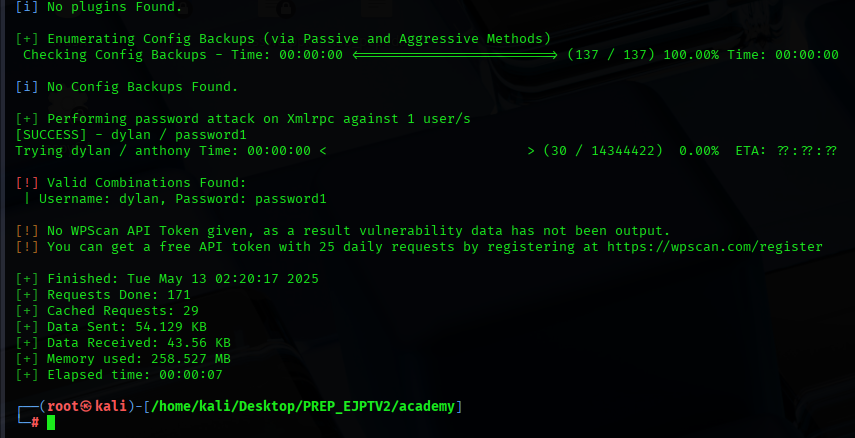 [i] No plugins Found.
[+] Enumerating Config Backups (via Passive and Aggressive Methods)
Checking Config Backups - Time: 00:00:00 <=======================> (137 / 137) 100.00% Time: 00:00:00
[i] No Config Backups Found.
[+] Performing password attack on Xmlrpc against 1 user/s
[SUCCESS] - dylan / password1
Trying dylan / anthony Time: 00:00:00 <                         > (30 / 14344422)  0.00%  ETA: ??:??:??
[!] Valid Combinations Found:
| Username: dylan, Password: password1
[!] No WPScan API Token given, as a result vulnerability data has not been output.
[!] You can get a free API token with 25 daily requests by registering at https://wpscan.com/register
[+] Finished: Tue May 13 02:20:17 2025
[+] Requests Done: 171
[+] Cached Requests: 29
[+] Data Sent: 54.129 KB
[+] Data Received: 43.56 KB
[+] Memory used: 258.527 MB
[+] Elapsed time: 00:00:07
┌──(root㉿kali)-[/home/kali/Desktop/PREP_EJPTV2/academy]
└─#